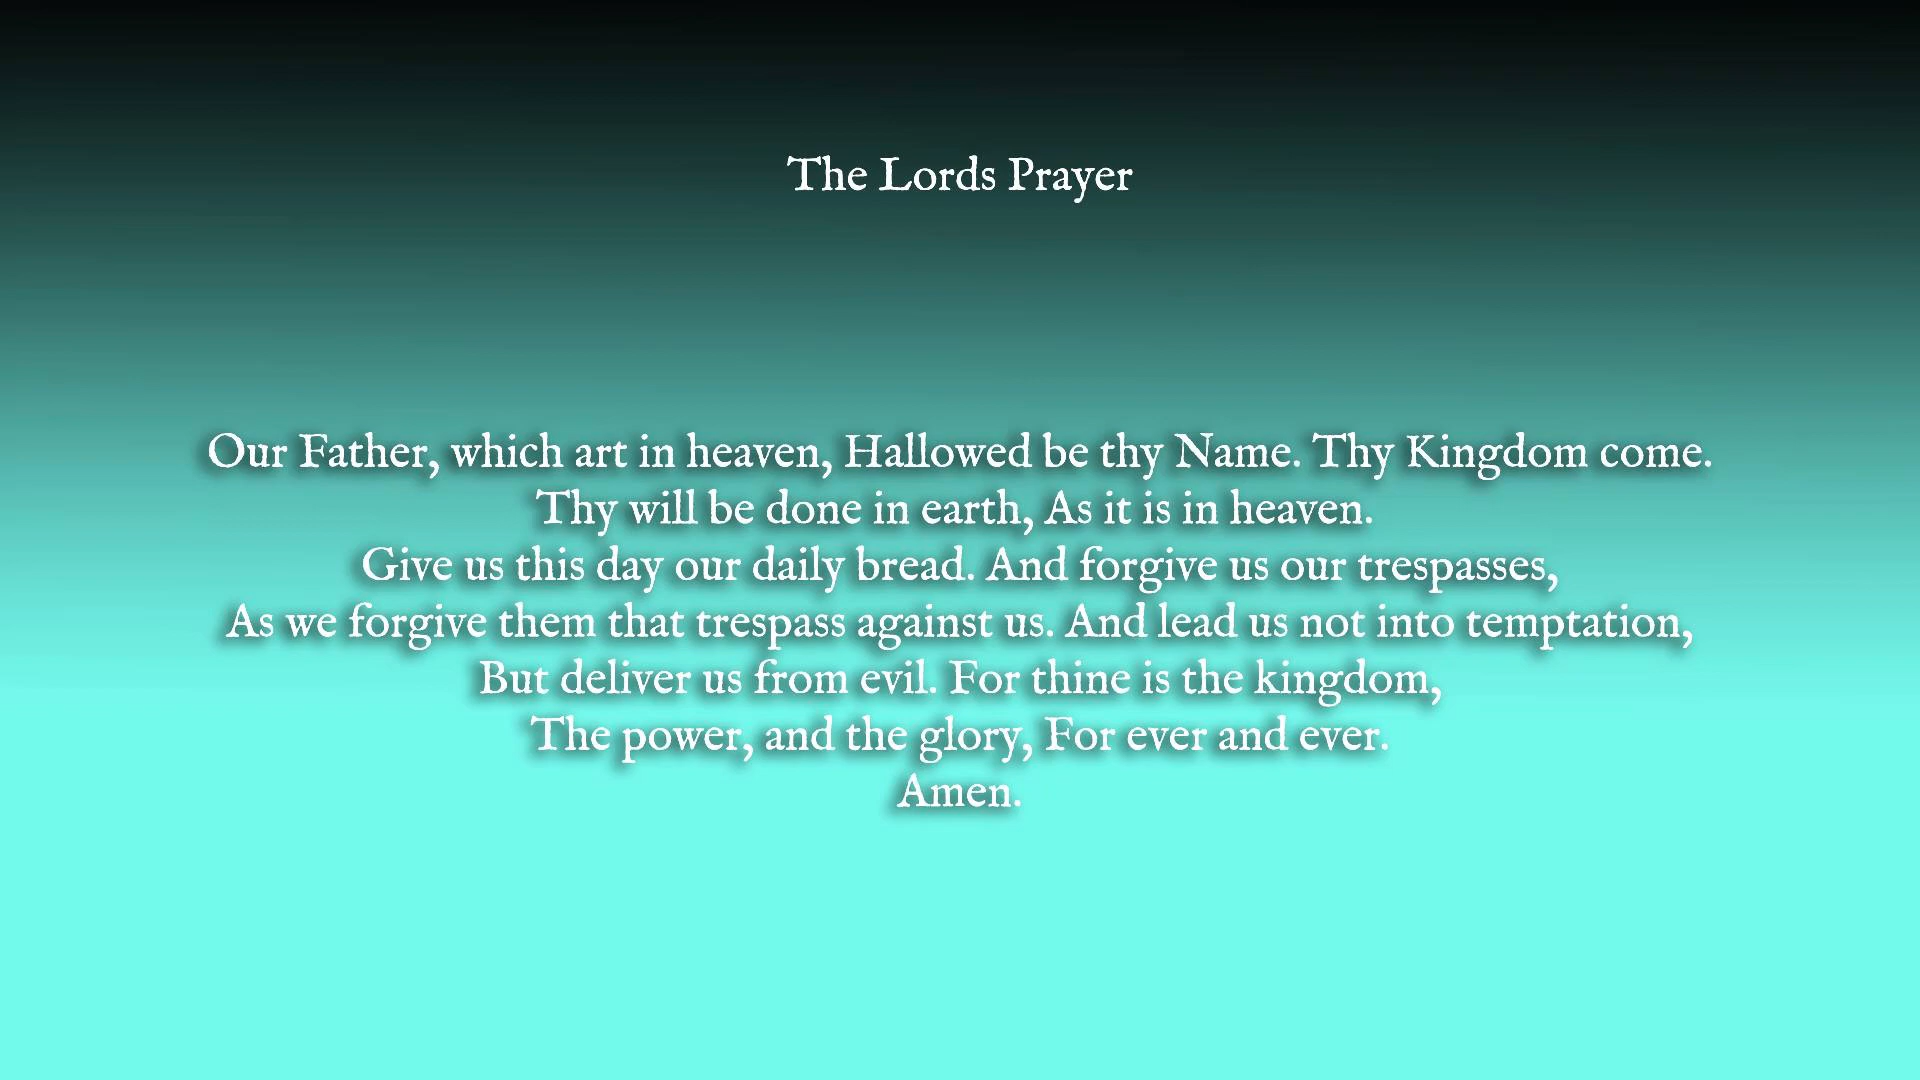 The Lords Prayer
Our Father, which art in heaven, Hallowed be thy Name. Thy Kingdom come.
Thy will be done in earth, As it is in heaven.
Give us this day our daily bread. And forgive us our trespasses,
As we forgive them that trespass against us. And lead us not into temptation,
But deliver us from evil. For thine is the kingdom,
The power, and the glory, For ever and ever.
Amen.